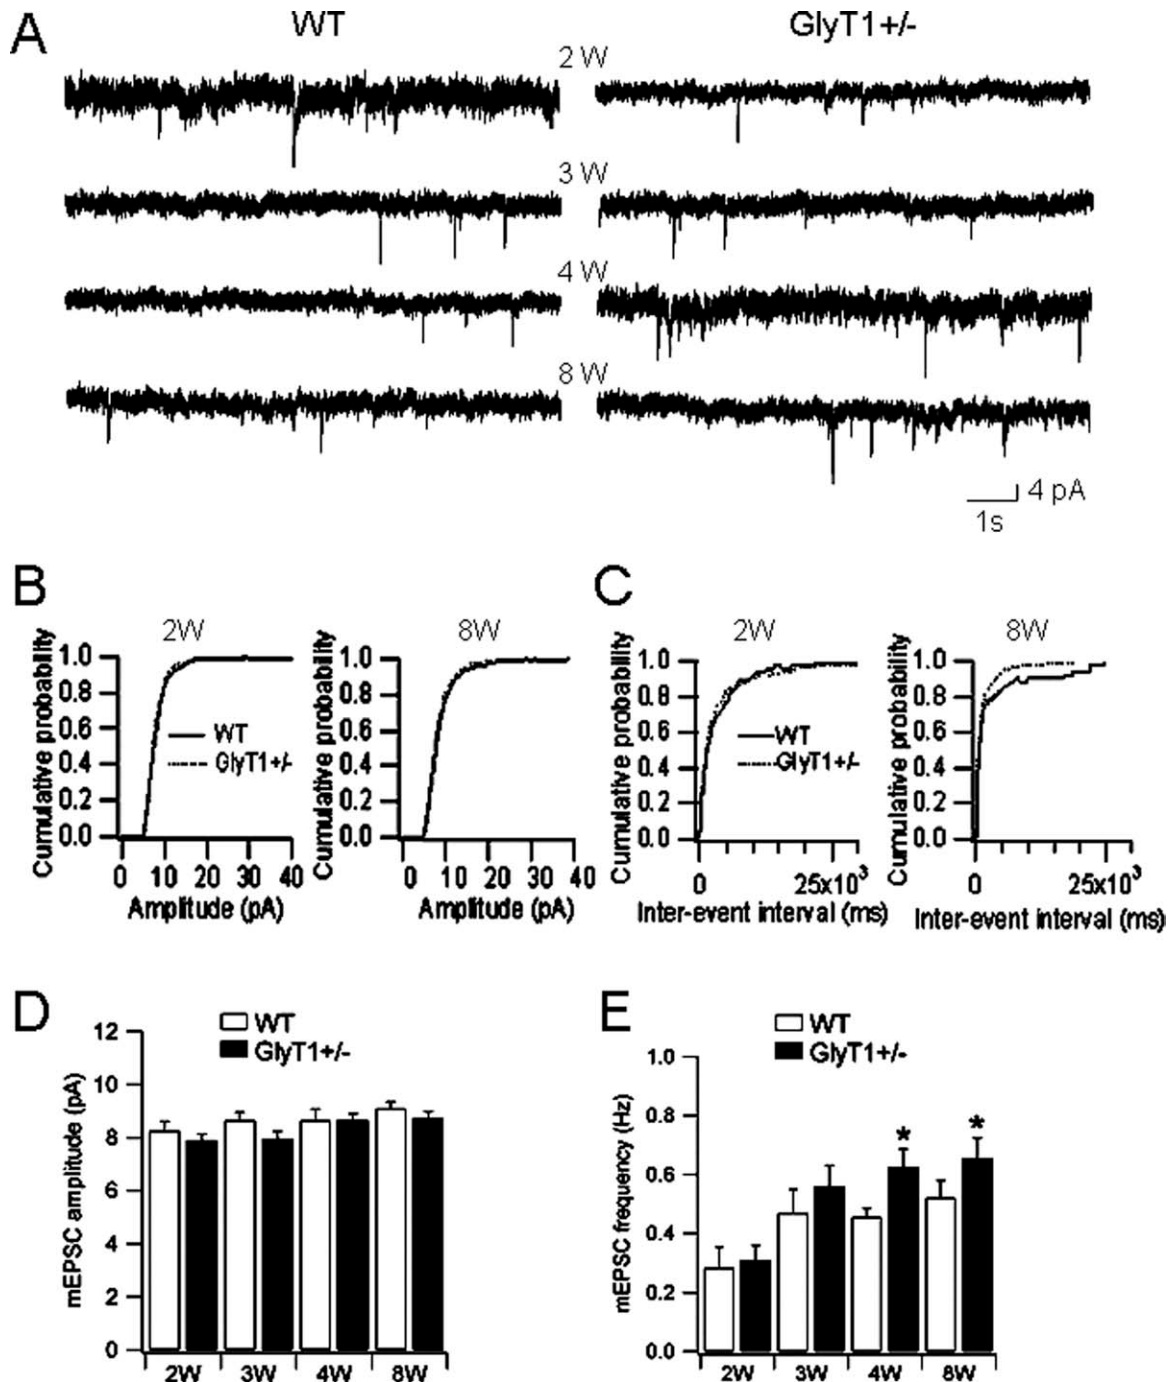 A
WT
GlyT1+/-
2 W
3 W
4 W
8 W
4 pA
1s
B
2W
Cumulative probability
1.0
0.8
0.6
0.4
0.2
0.0
WT
GlyT1+/-
0 10 20 30 40
Amplitude (pA)
8W
Cumulative probability
1.0
0.8
0.6
0.4
0.2
0.0
0 10 20 30 40
Amplitude (pA)
C
2W
Cumulative probability
1.0
0.8
0.6
0.4
0.2
0.0
WT
GlyT1+/-
0 25x10³
Inter-event interval (ms)
8W
Cumulative probability
1.0
0.8
0.6
0.4
0.2
0.0
0 25x10³
Inter-event interval (ms)
D
WT
GlyT1+/-
mEPSC amplitude (pA)
12
10
8
6
4
2
0
2W 3W 4W 8W
E
WT
GlyT1+/-
mEPSC frequency (Hz)
1.0
0.8
0.6
0.4
0.2
0.0
* *
2W 3W 4W 8W